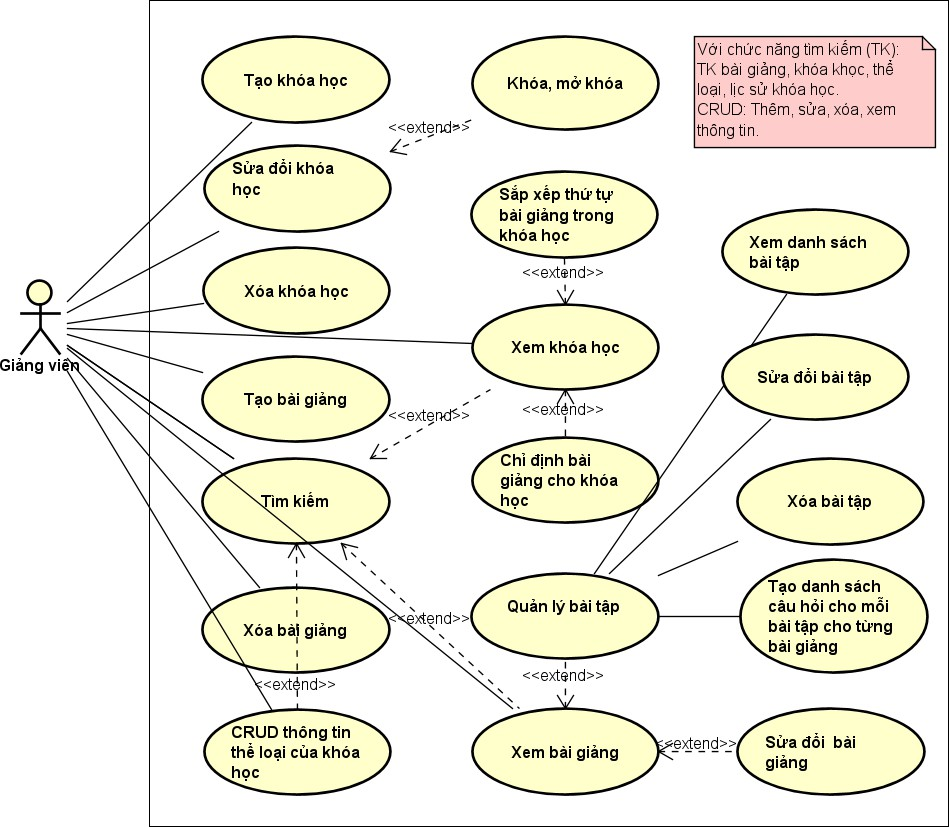 Tạo khóa học
Khóa, mở khóa
Với chức năng tìm kiếm (TK):
TK bài giảng, khóa khọc, thể
loại, lịc sử khóa học.
CRUD: Thêm, sửa, xóa, xem
thông tin.
<<extend>>
Sửa đổi khóa
học
Sắp xếp thứ tự
bài giảng trong
khóa học
<<extend>>
Xem danh sách
bài tập
Xóa khóa học
Giảng viên
Xem khóa học
Sửa đổi bài tập
Tạo bài giảng
<<extend>>
<<extend>>
Chỉ định bài
giảng cho khóa
học
Tìm kiếm
Xóa bài tập
Quản lý bài tập
Tạo danh sách
câu hỏi cho mỗi
bài tập cho từng
bài giảng
<<extend>>
Xóa bài giảng
<<extend>>
<<extend>>
CRUD thông tin
thể loại của khóa
học
Xem bài giảng
<<extend>>
Sửa đổi bài
giảng